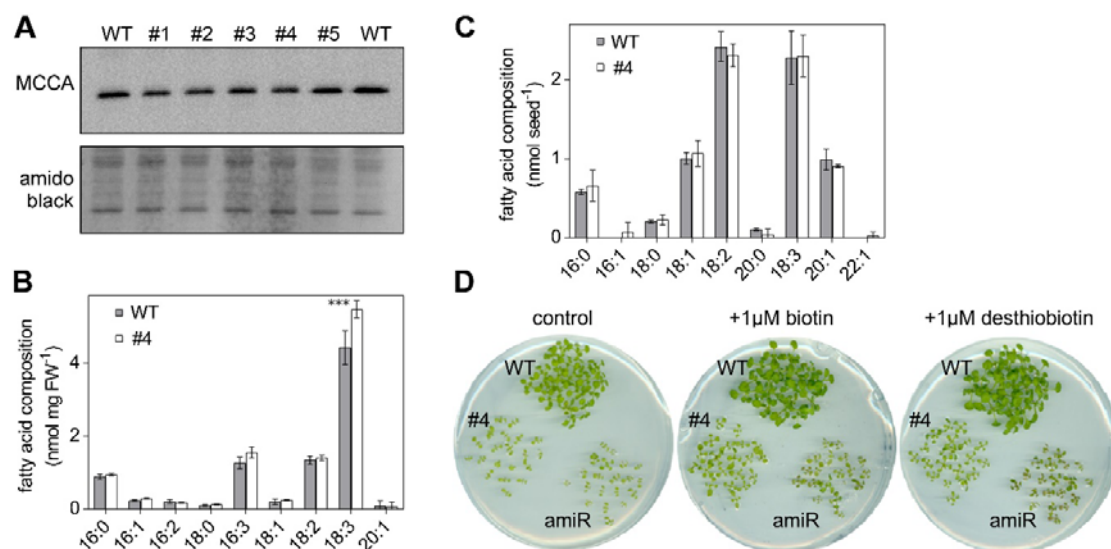 A
WT #1 #2 #3 #4 #5 WT
MCCA
amido
black
B
fatty acid composition
(nmol mg FW⁻¹)
4
2
0
WT
#4
***
16:0 16:1 16:2 18:0 16:3 18:1 18:2 18:3 20:1
C
fatty acid composition
(nmol seed⁻¹)
2
1
0
WT
#4
16:0 16:1 18:0 18:1 18:2 20:0 18:3 20:1 22:1
D
control +1µM biotin +1µM desthiobiotin
WT WT WT
#4 #4 #4
amiR amiR amiR